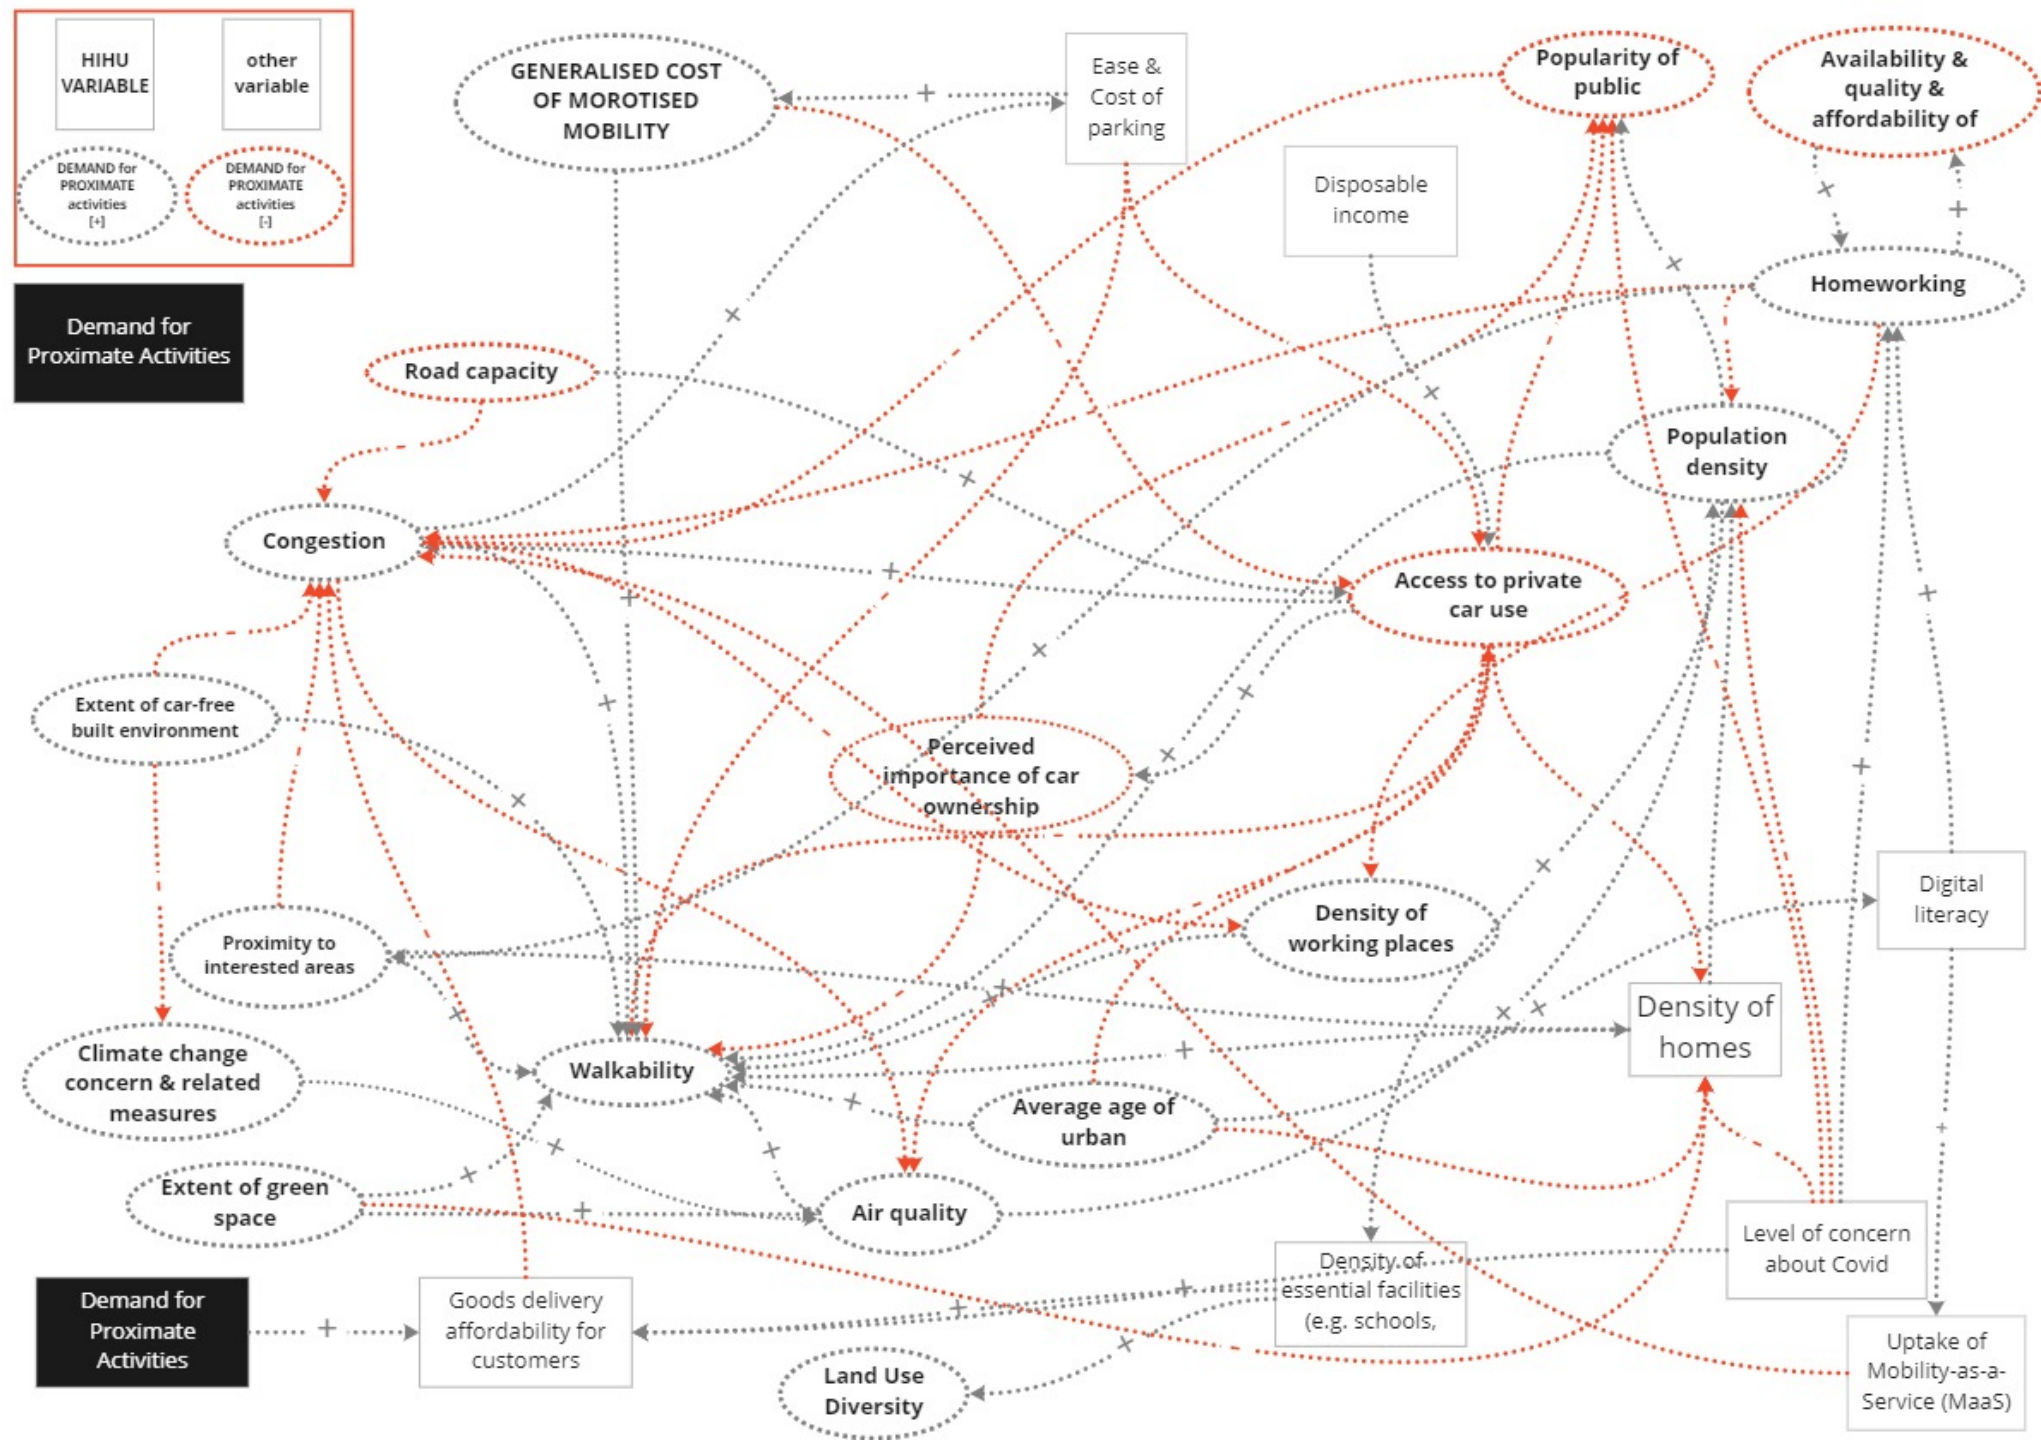 HIHU
VARIABLE
other
variable
DEMAND for
PROXIMATE
activities
[+]
DEMAND for
PROXIMATE
activities
[-]
Demand for
Proximate Activities
GENERALISED COST
OF MOROTISED
MOBILITY
Ease &
Cost of
parking
Popularity of
public
Availability &
quality &
affordability of
Disposable
income
Homeworking
Road capacity
Population
density
Congestion
Access to private
car use
Extent of car-free
built environment
Perceived
importance of car
ownership
Digital
literacy
Density of
working places
Proximity to
interested areas
Density of
homes
Climate change
concern & related
measures
Walkability
Average age of
urban
Extent of green
space
Air quality
Level of concern
about Covid
Density of
essential facilities
(e.g. schools,
Demand for
Proximate
Activities
Goods delivery
affordability for
customers
Land Use
Diversity
Uptake of
Mobility-as-a-
Service (MaaS)